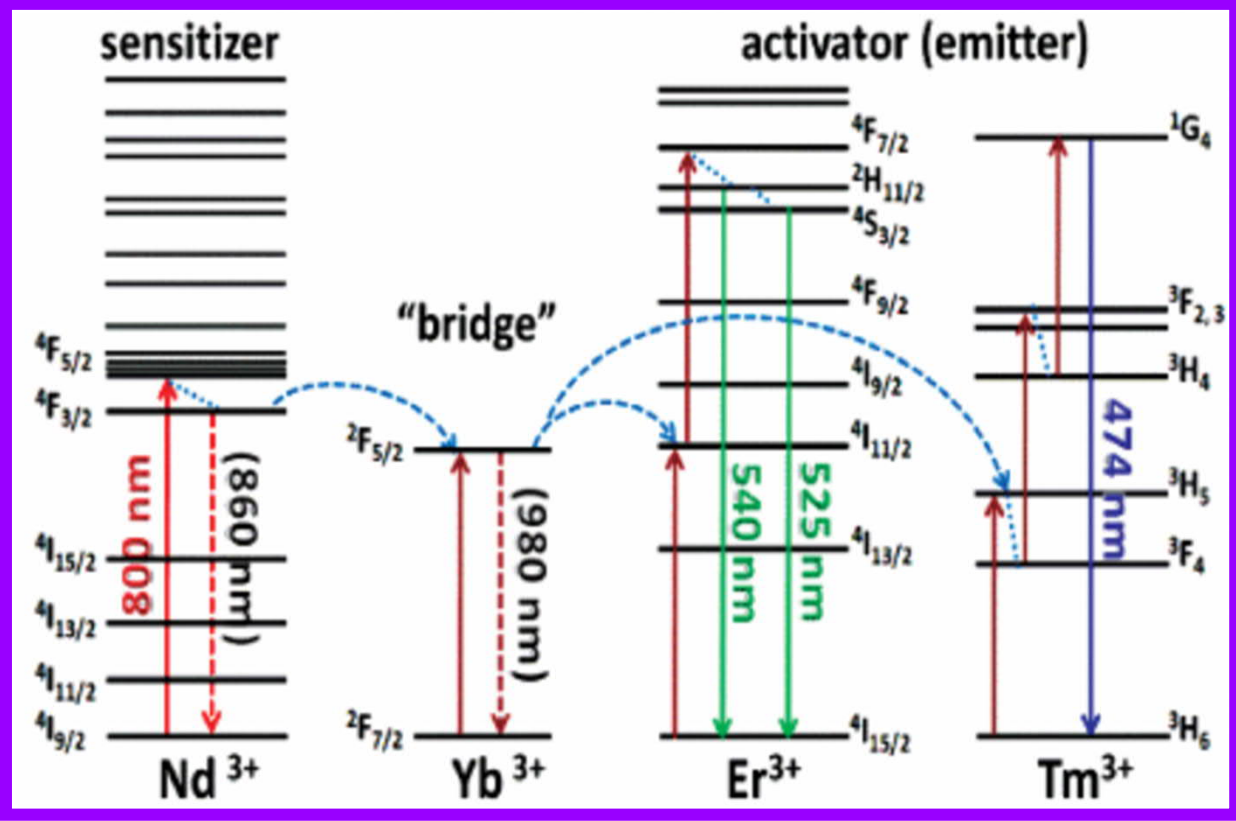 sensitizer
activator (emitter)
"bridge"
⁴F₅/₂
⁴F₃/₂
⁴I₁₅/₂
⁴I₁₃/₂
⁴I₁₁/₂
⁴I₉/₂
800 nm
(860 nm)
Nd ³⁺
²F₅/₂
²F₇/₂
(980 nm)
Yb ³⁺
⁴F₇/₂
²H₁₁/₂
⁴S₃/₂
⁴F₉/₂
⁴I₉/₂
⁴I₁₁/₂
⁴I₁₃/₂
⁴I₁₅/₂
540 nm
525 nm
Er³⁺
¹G₄
³F₂,₃
³H₄
³H₅
³F₄
³H₆
474 nm
Tm³⁺